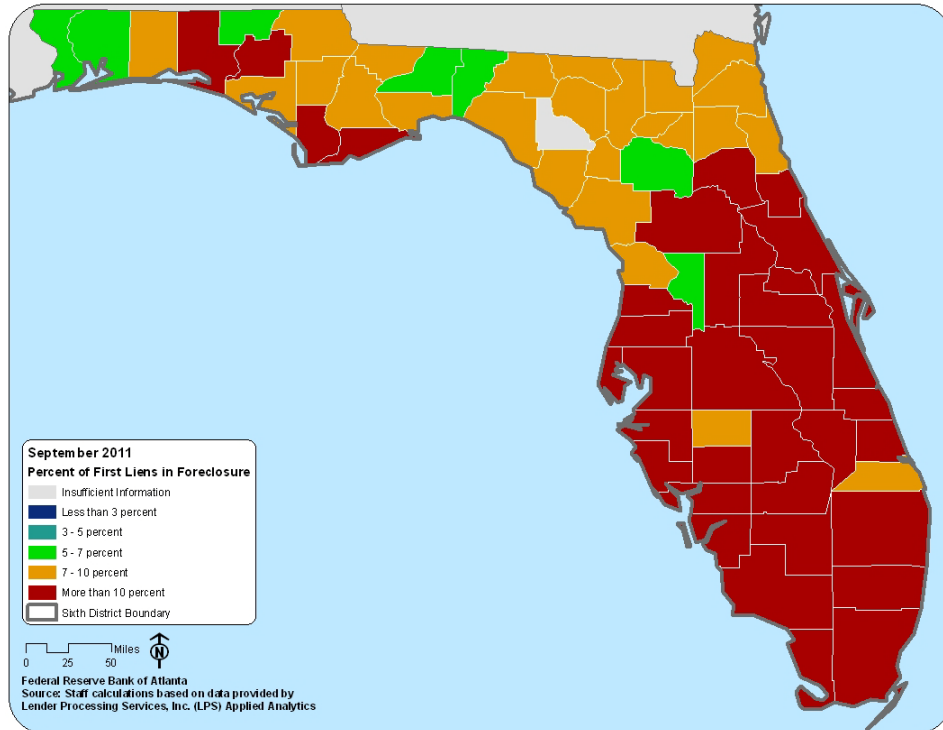 September 2011
Percent of First Liens in Foreclosure
Insufficient Information
Less than 3 percent
3 - 5 percent
5 - 7 percent
7 - 10 percent
More than 10 percent
Sixth District Boundary
Miles
0 25 50
N
Federal Reserve Bank of Atlanta
Source: Staff calculations based on data provided by
Lender Processing Services, Inc. (LPS) Applied Analytics